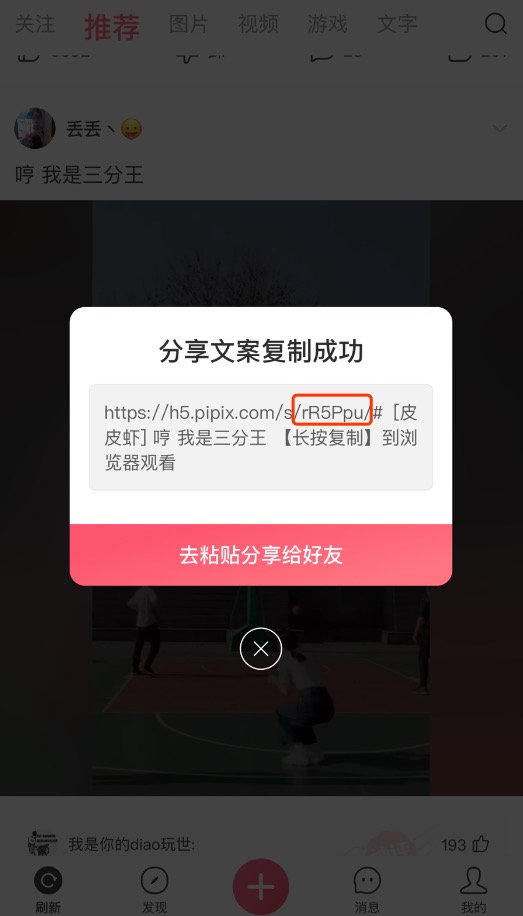 关注 推荐 图片 视频 游戏 文字
丢丢丶
哼 我是三分王
分享文案复制成功
https://h5.pipix.com/s/rR5Ppu/# [皮
皮虾] 哼 我是三分王 【长按复制】到浏
览器观看
去粘贴分享给好友
我是你的diao玩世:
193
刷新 发现 消息 我的